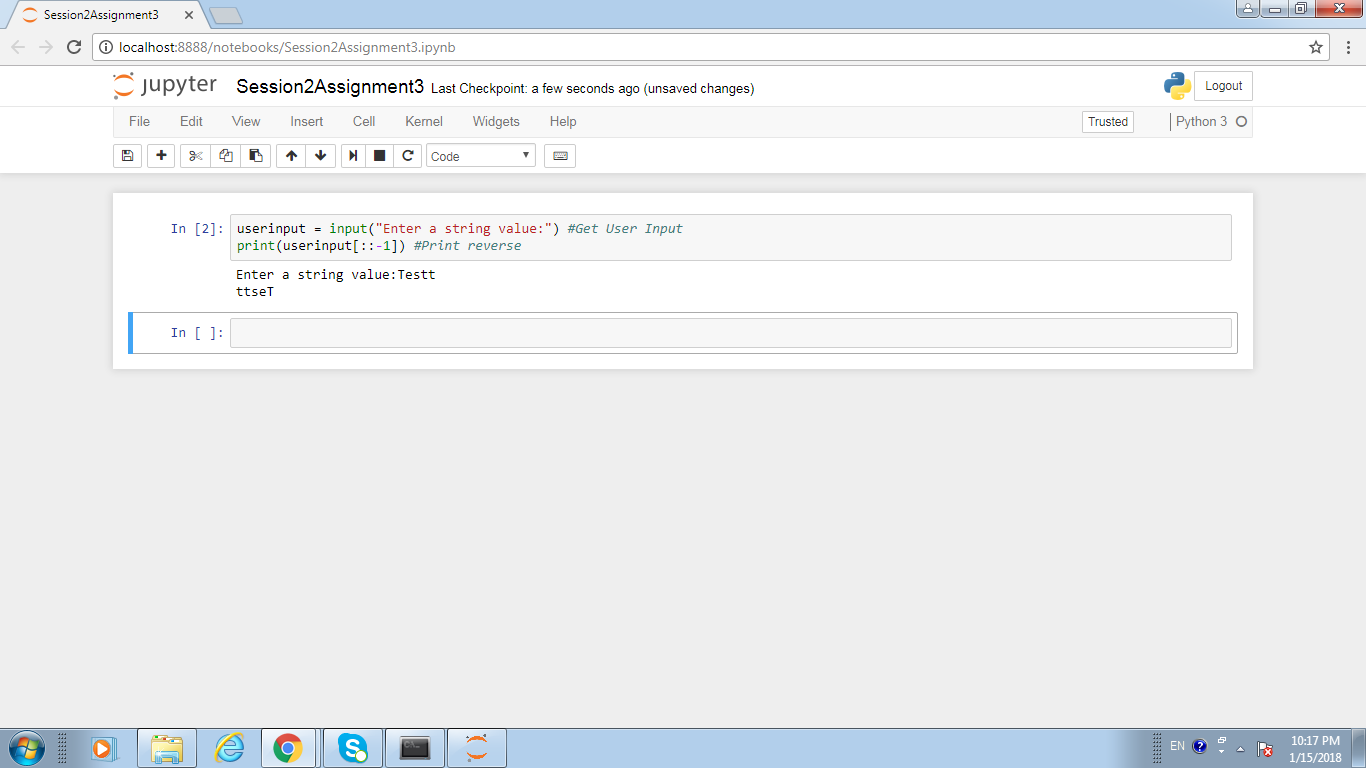 Session2Assignment3
localhost:8888/notebooks/Session2Assignment3.ipynb
jupyter Session2Assignment3 Last Checkpoint: a few seconds ago (unsaved changes) Logout
File Edit View Insert Cell Kernel Widgets Help Trusted Python 3
Code
In [2]: userinput = input("Enter a string value:") #Get User Input
print(userinput[::-1]) #Print reverse
Enter a string value:Testt
ttseT
In [ ]:
EN 10:17 PM
1/15/2018